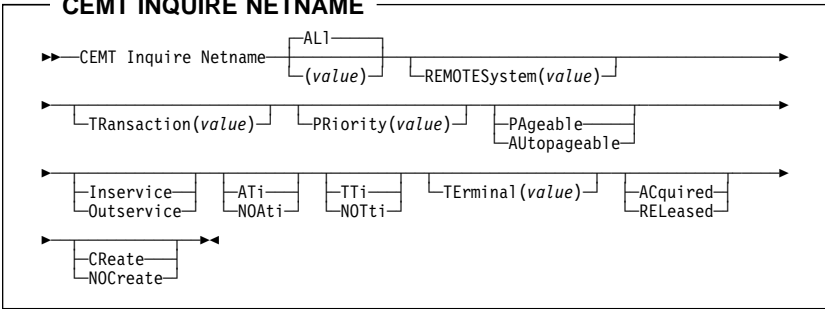 CEMT INQUIRE NETNAME
ALl
CEMT Inquire Netname
(value)
REMOTESystem(value)
TRansaction(value)
PRiority(value)
PAgeable
AUtopageable
Inservice
Outservice
ATi
NOAti
TTi
NOTti
TErminal(value)
ACquired
RELeased
CReate
NOCreate